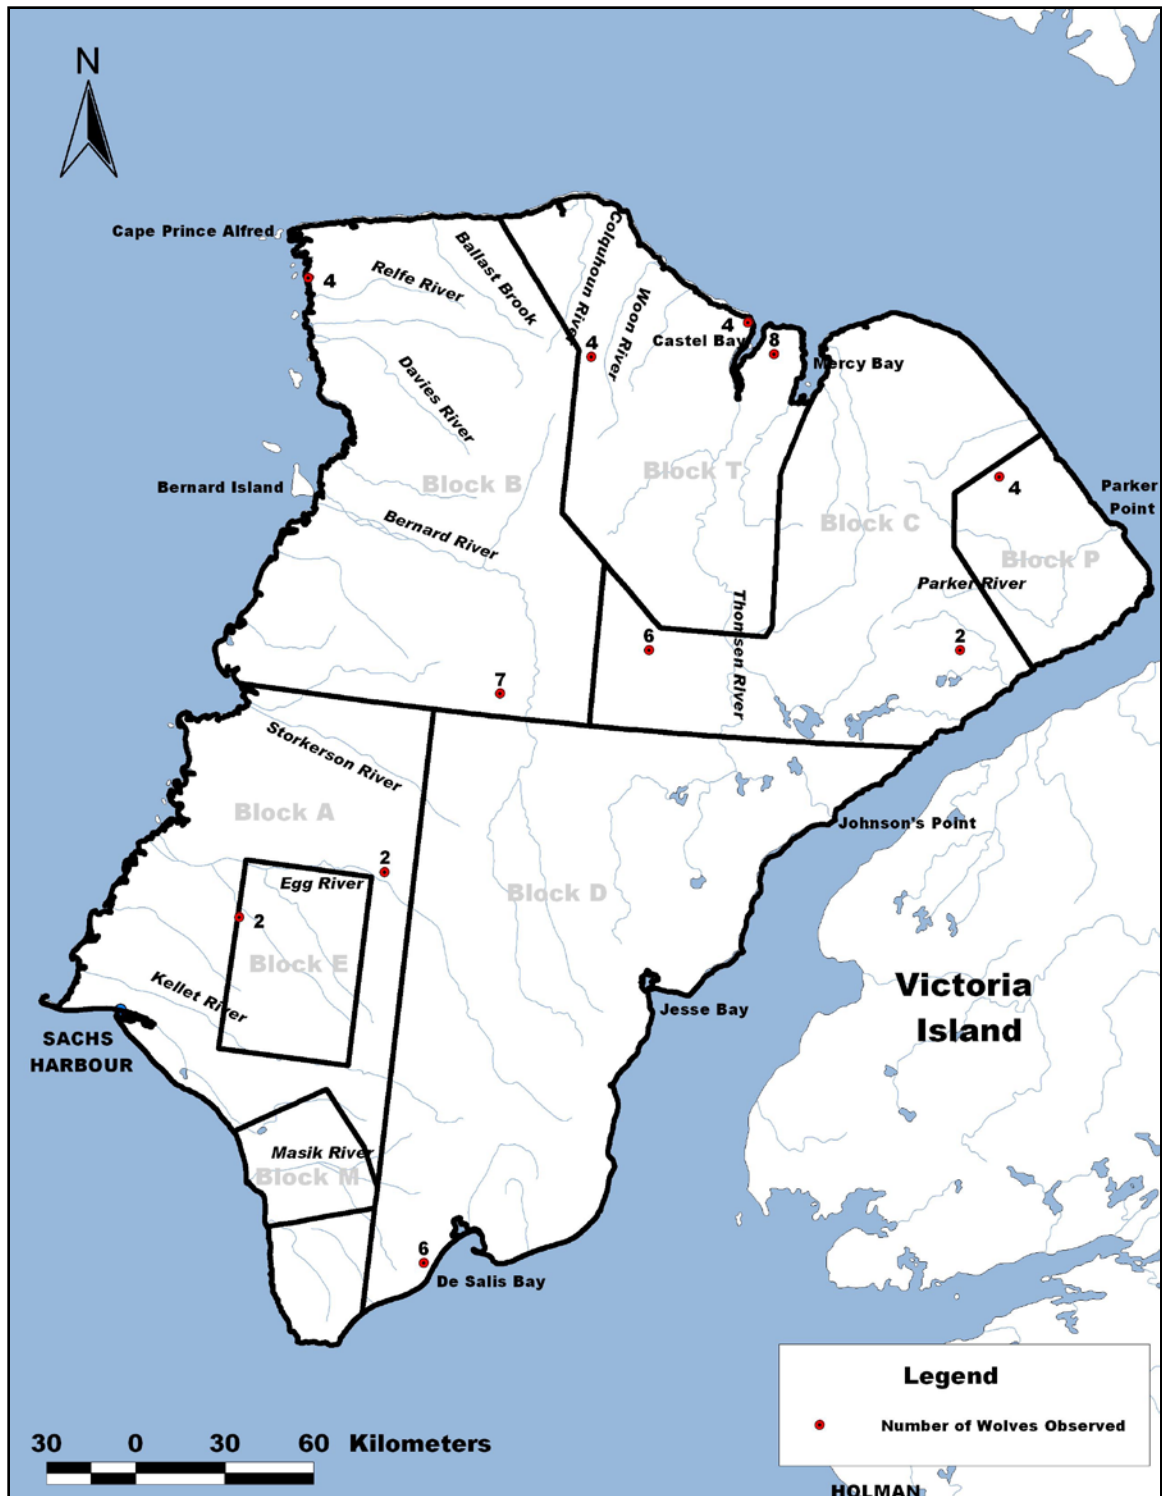 N
Cape Prince Alfred
4
Relfe River
Ballast Brook
Colquhoun River
Woon River
4
4
Castel Bay
8
Mercy Bay
Davies River
Block B
Block T
Bernard Island
Bernard River
Block C
4
Parker
Point
Block P
Parker River
Thomsen River
6
2
7
Storkerson River
Block A
Johnson's Point
2
Egg River
2
Block D
Block E
Kellet River
Victoria
Island
Jesse Bay
SACHS
HARBOUR
Masik River
Block M
6
De Salis Bay
Legend
Number of Wolves Observed
30 0 30 60 Kilometers
HOLMAN